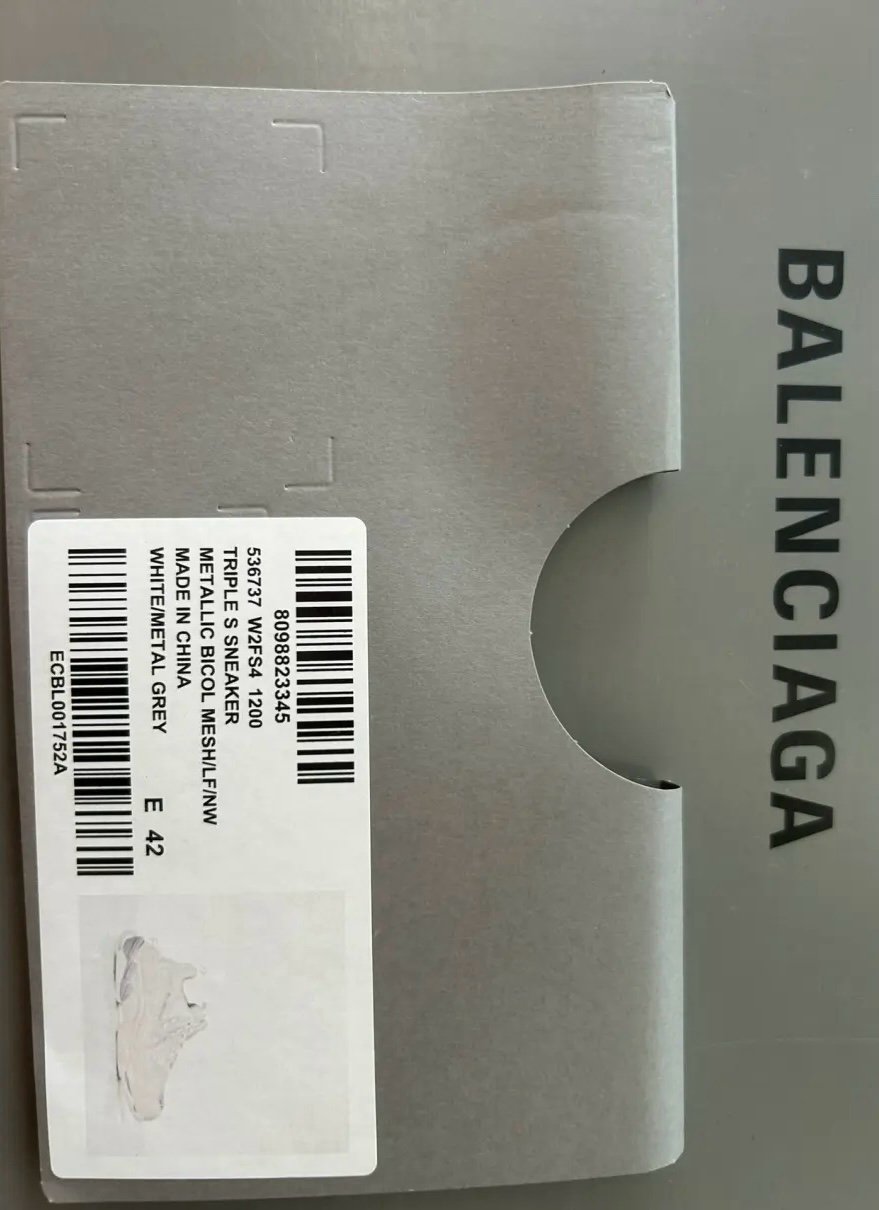 BALENCIAGA
8098823345
536737 W2FS4 1200
TRIPLE S SNEAKER
METALLIC BICOL MESH/LF/NW
MADE IN CHINA
WHITE/METAL GREY E 42
ECBL001752A